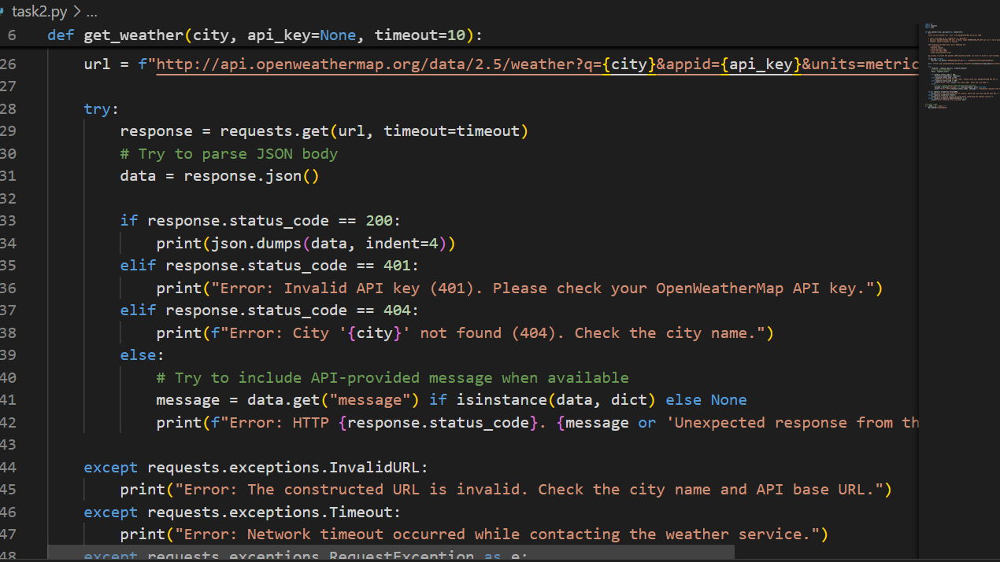 task2.py > ...
6 def get_weather(city, api_key=None, timeout=10):
26 url = f"http://api.openweathermap.org/data/2.5/weather?q={city}&appid={api_key}&units=metric
27
28 try:
29 response = requests.get(url, timeout=timeout)
30 # Try to parse JSON body
31 data = response.json()
32
33 if response.status_code == 200:
34 print(json.dumps(data, indent=4))
35 elif response.status_code == 401:
36 print("Error: Invalid API key (401). Please check your OpenWeatherMap API key.")
37 elif response.status_code == 404:
38 print(f"Error: City '{city}' not found (404). Check the city name.")
39 else:
40 # Try to include API-provided message when available
41 message = data.get("message") if isinstance(data, dict) else None
42 print(f"Error: HTTP {response.status_code}. {message or 'Unexpected response from th
43
44 except requests.exceptions.InvalidURL:
45 print("Error: The constructed URL is invalid. Check the city name and API base URL.")
46 except requests.exceptions.Timeout:
47 print("Error: Network timeout occurred while contacting the weather service.")
48 except requests.exceptions.RequestException as e: